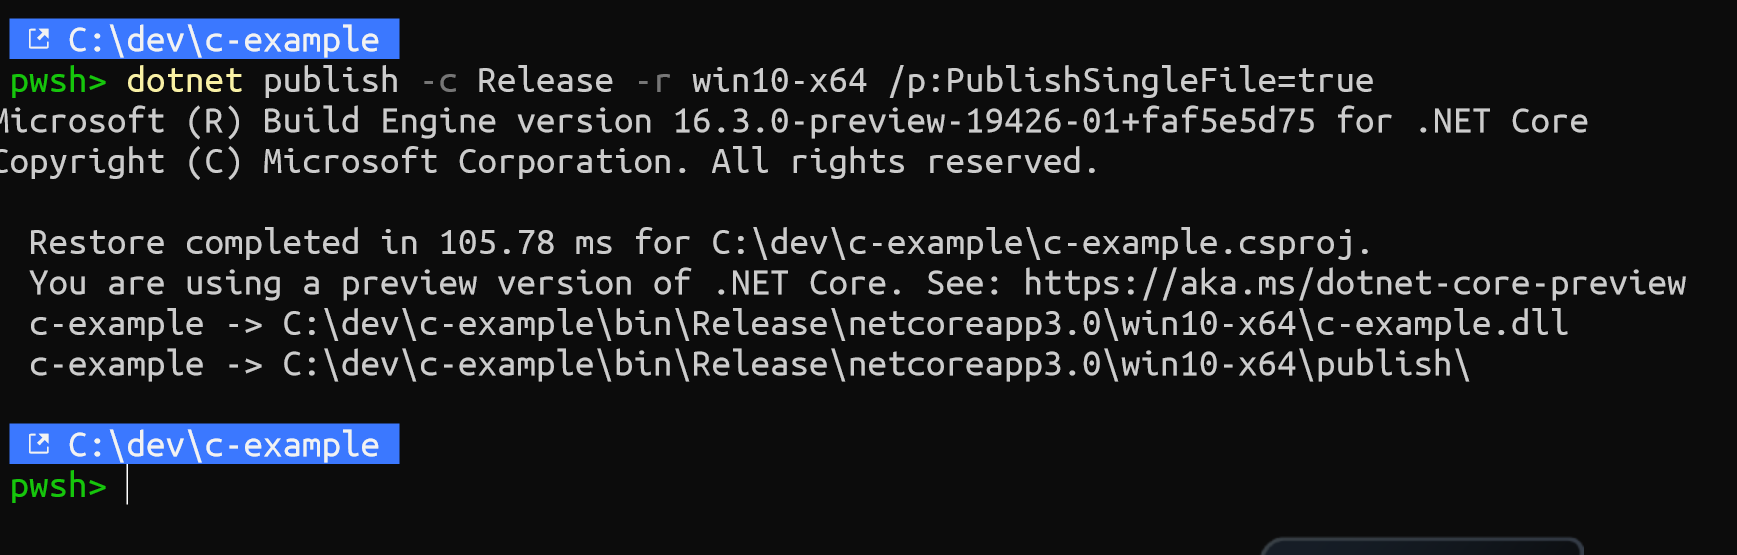 C:\dev\c-example
pwsh> dotnet publish -c Release -r win10-x64 /p:PublishSingleFile=true
Microsoft (R) Build Engine version 16.3.0-preview-19426-01+faf5e5d75 for .NET Core
Copyright (C) Microsoft Corporation. All rights reserved.
Restore completed in 105.78 ms for C:\dev\c-example\c-example.csproj.
You are using a preview version of .NET Core. See: https://aka.ms/dotnet-core-preview
c-example -> C:\dev\c-example\bin\Release\netcoreapp3.0\win10-x64\c-example.dll
c-example -> C:\dev\c-example\bin\Release\netcoreapp3.0\win10-x64\publish\
C:\dev\c-example
pwsh>